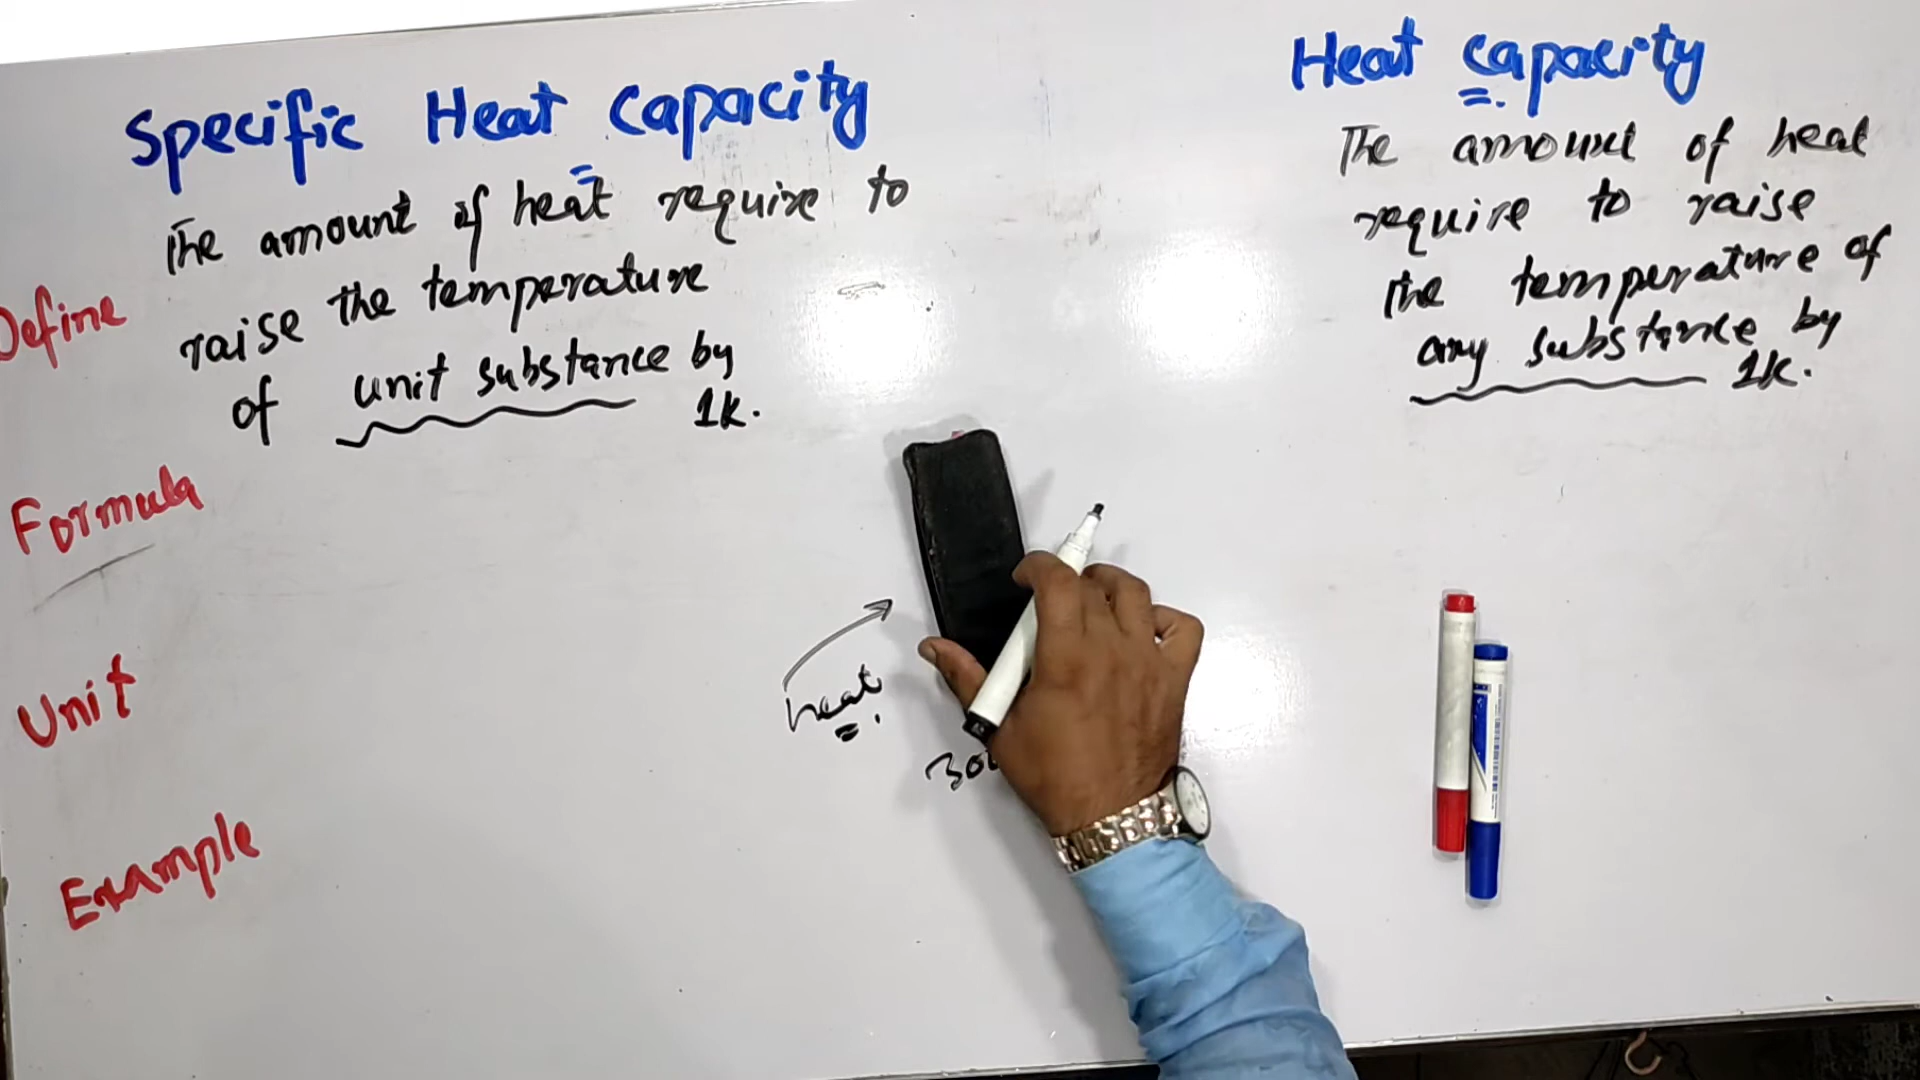 Specific Heat Capacity
The amount of heat require to
raise the temperature
of unit substance by
1K.
Heat capacity
The amount of heat
require to raise
the temperature of
any substance by
1K.
Define
Formula
Unit
Example
heat